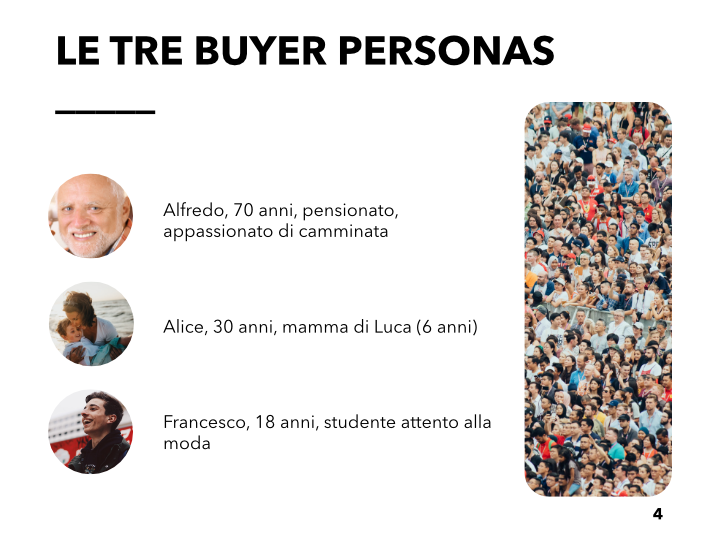 LE TRE BUYER PERSONAS
Alfredo, 70 anni, pensionato,
appassionato di camminata
Alice, 30 anni, mamma di Luca (6 anni)
Francesco, 18 anni, studente attento alla
moda
4